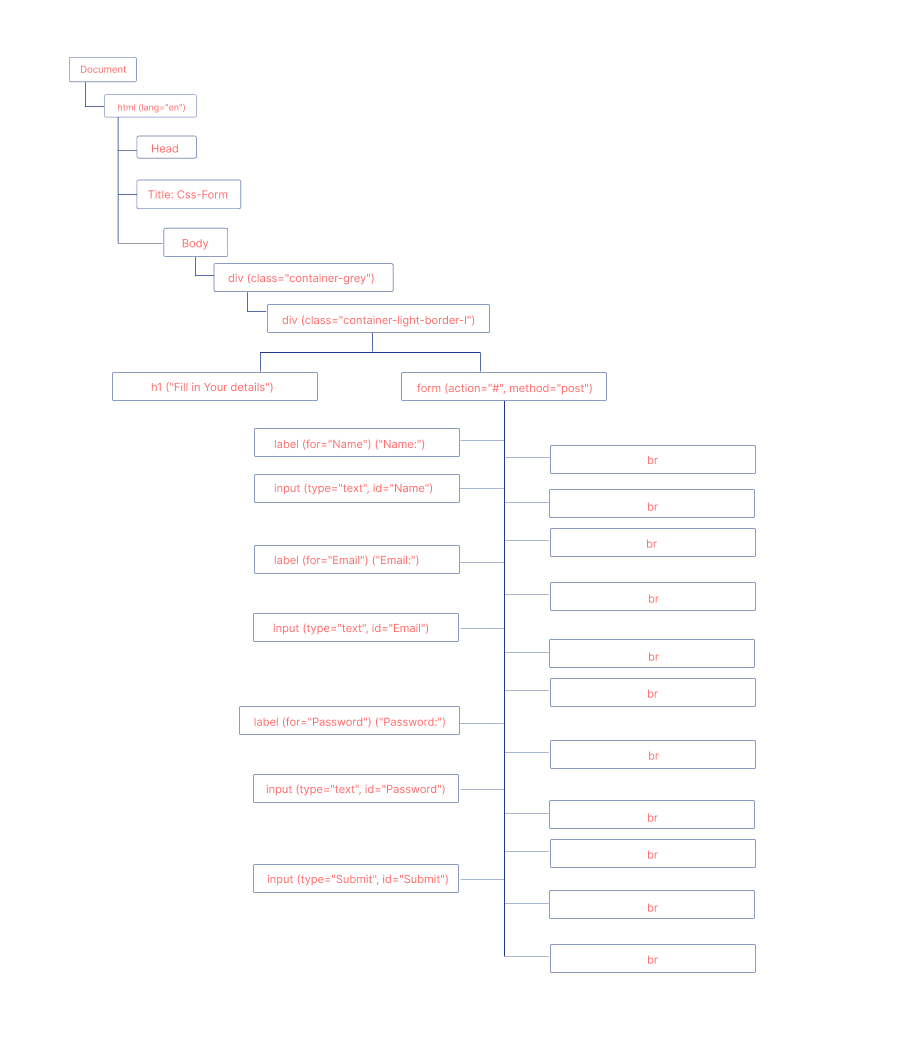 Document
html (lang="en")
Head
Title: Css-Form
Body
div (class="container-grey")
div (class="container-light-border-l")
h1 ("Fill in Your details")
form (action="#", method="post")
label (for="Name") ("Name:")
br
input (type="text", id="Name")
br
br
label (for="Email") ("Email:")
br
input (type="text", id="Email")
br
br
label (for="Password") ("Password:")
br
input (type="text", id="Password")
br
br
input (type="Submit", id="Submit")
br
br